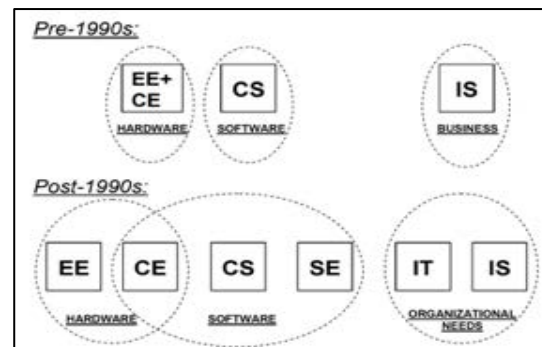 Pre-1990s:
EE+
CE
CS
IS
HARDWARE
SOFTWARE
BUSINESS
Post-1990s:
EE
CE
CS
SE
IT
IS
HARDWARE
SOFTWARE
ORGANIZATIONAL
NEEDS